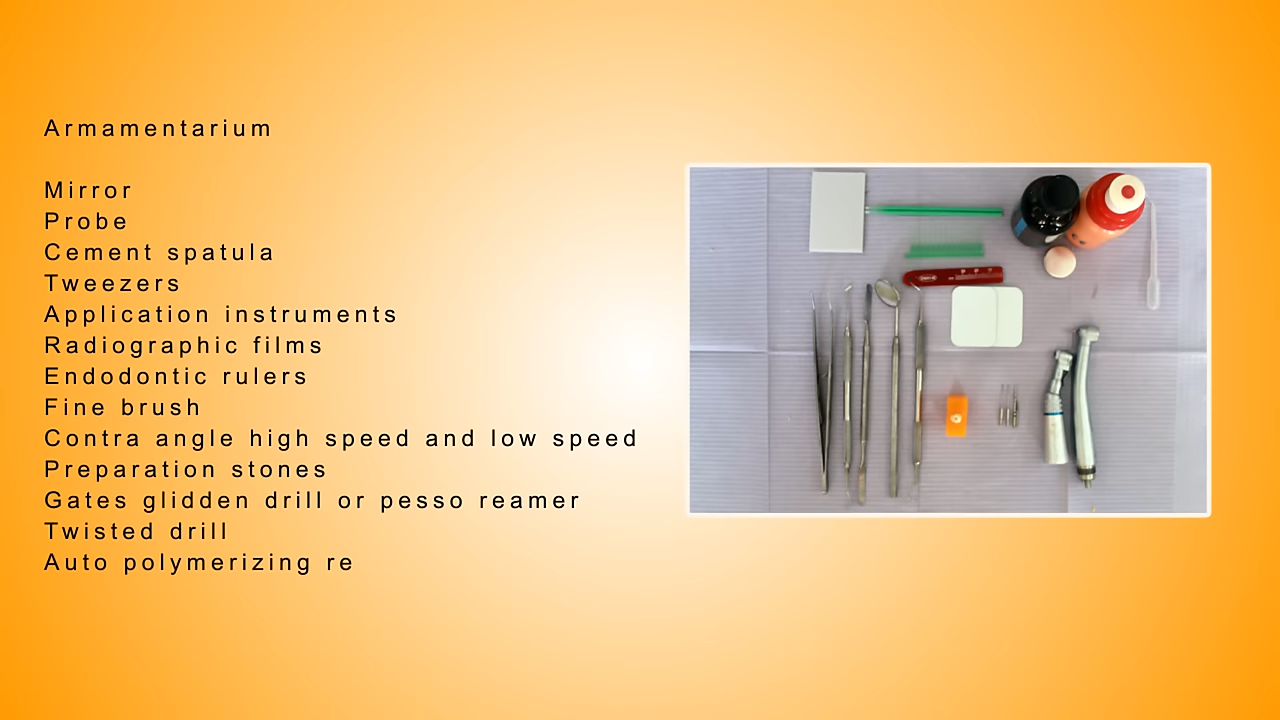 Armamentarium
Mirror
Probe
Cement spatula
Tweezers
Application instruments
Radiographic films
Endodontic rulers
Fine brush
Contra angle high speed and low speed
Preparation stones
Gates glidden drill or pesso reamer
Twisted drill
Auto polymerizing re